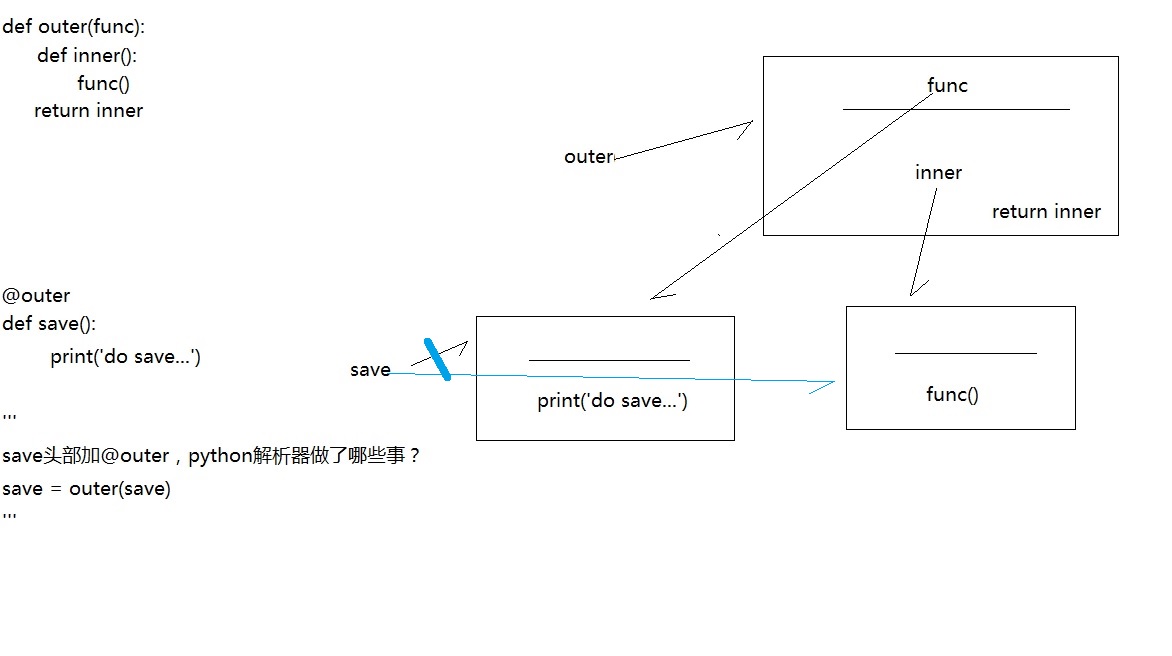 def outer(func):
def inner():
func()
return inner
@outer
def save():
print('do save...')
'''
save头部加@outer，python解析器做了哪些事？
save = outer(save)
'''
outer
func
inner
return inner
save
print('do save...')
func()